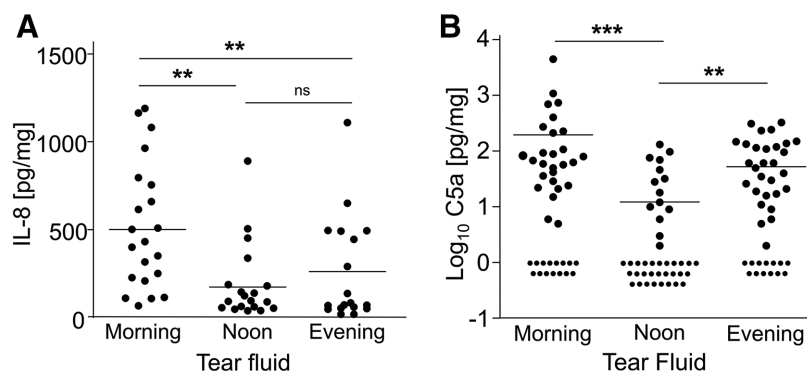 A
**
**
ns
1500
1000
500
0
IL-8 [pg/mg]
Morning Noon Evening
Tear fluid
B
***
**
4
3
2
1
0
-1
Log10 C5a [pg/mg]
Morning Noon Evening
Tear Fluid